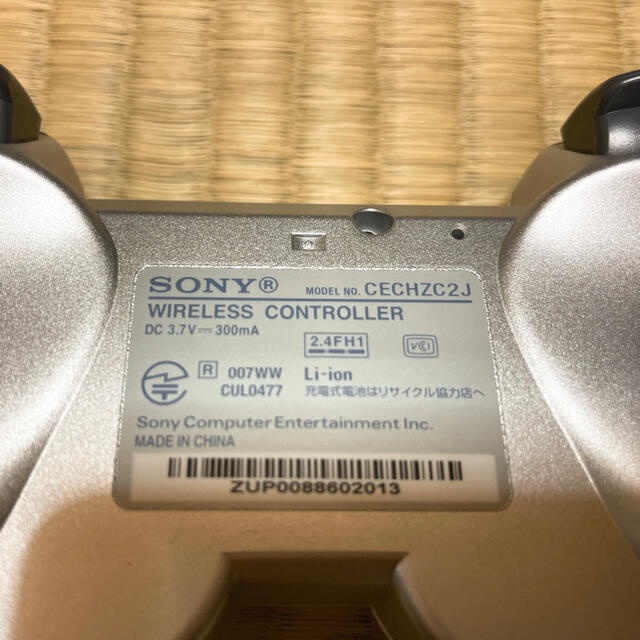 SONY® MODEL NO. CECHZC2J
WIRELESS CONTROLLER
DC 3.7V⎓300mA
2.4FH1 VCI
R 007WW Li-ion
CUL0477 充電式電池はリサイクル協力店へ
Sony Computer Entertainment Inc.
MADE IN CHINA
ZUP0088602013